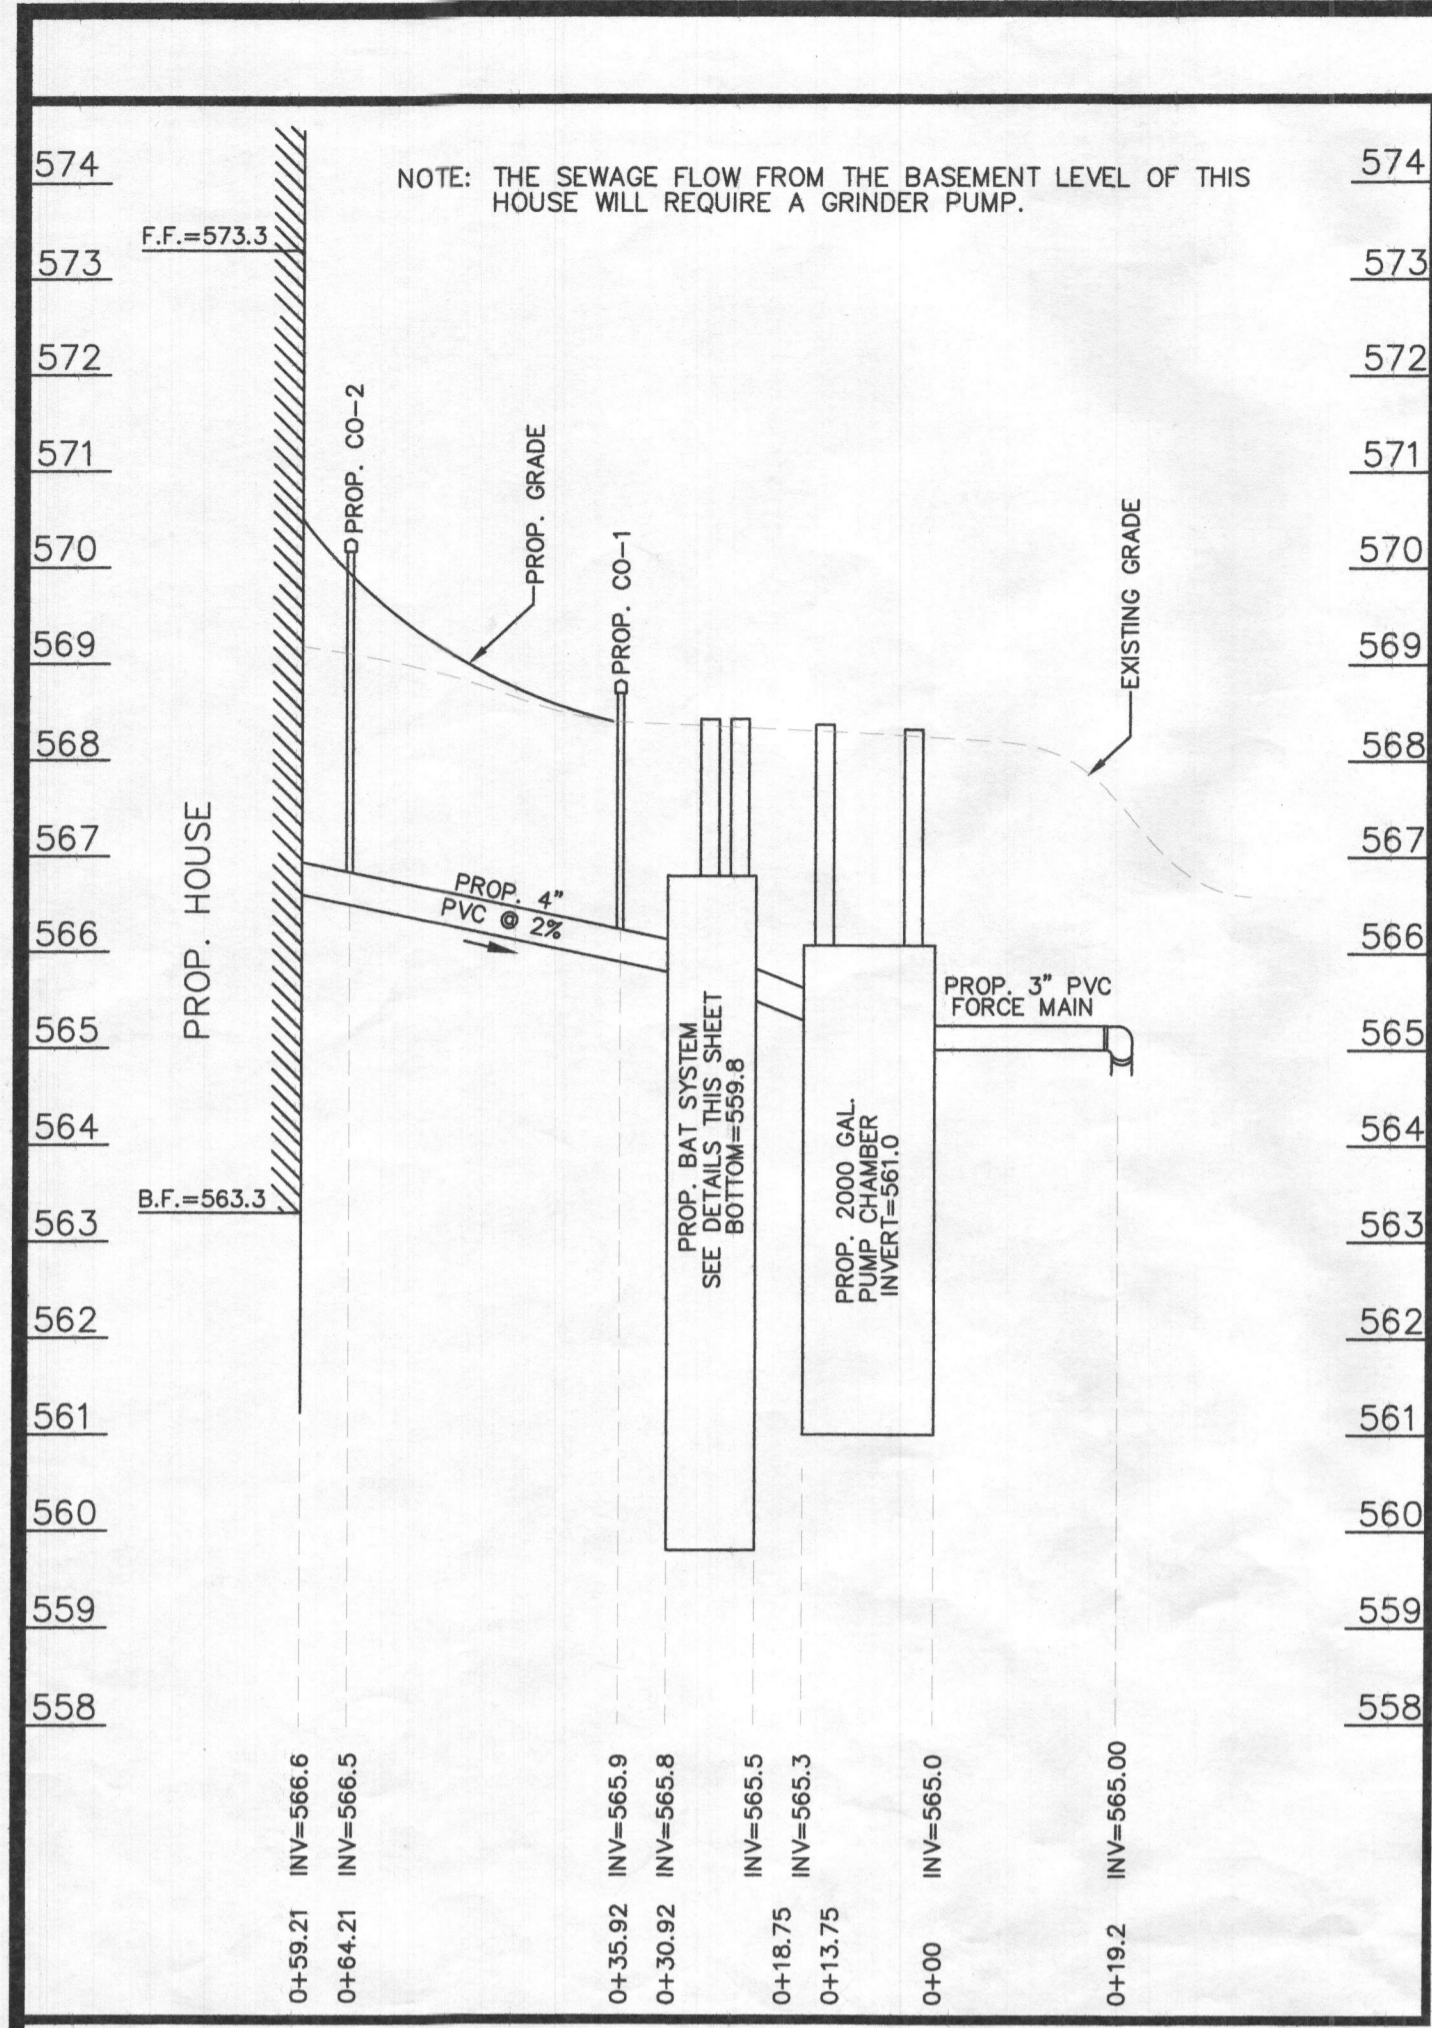 NOTE: THE SEWAGE FLOW FROM THE BASEMENT LEVEL OF THIS
HOUSE WILL REQUIRE A GRINDER PUMP.
574
573
572
571
570
569
568
567
566
565
564
563
562
561
560
559
558
F.F.=573.3
B.F.=563.3
PROP. HOUSE
PROP. CO-2
PROP. GRADE
PROP. CO-1
EXISTING GRADE
PROP. 4"
PVC @ 2%
PROP. BAT SYSTEM
SEE DETAILS THIS SHEET
BOTTOM=559.8
PROP. 2000 GAL.
PUMP CHAMBER
INVERT=561.0
PROP. 3" PVC
FORCE MAIN
574
573
572
571
570
569
568
567
566
565
564
563
562
561
560
559
558
0+59.21 INV=566.6
0+64.21 INV=566.5
0+35.92 INV=565.9
0+30.92 INV=565.8
0+18.75 INV=565.5
0+13.75 INV=565.3
0+00 INV=565.0
0+19.2 INV=565.00